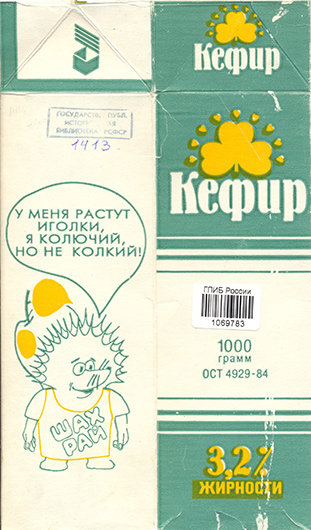 Кефир
ГОСУДАРСТВ. ПУБЛ.
ИСТОРИЧЕСКАЯ
БИБЛИОТЕКА РСФСР
1413.
Кефир
У МЕНЯ РАСТУТ
ИГОЛКИ,
Я КОЛЮЧИЙ,
НО НЕ КОЛКИЙ!
ГПИБ России
1069783
1000
грамм
ОСТ 4929-84
ШАХ
РАЙ
3,2%
ЖИРНОСТИ